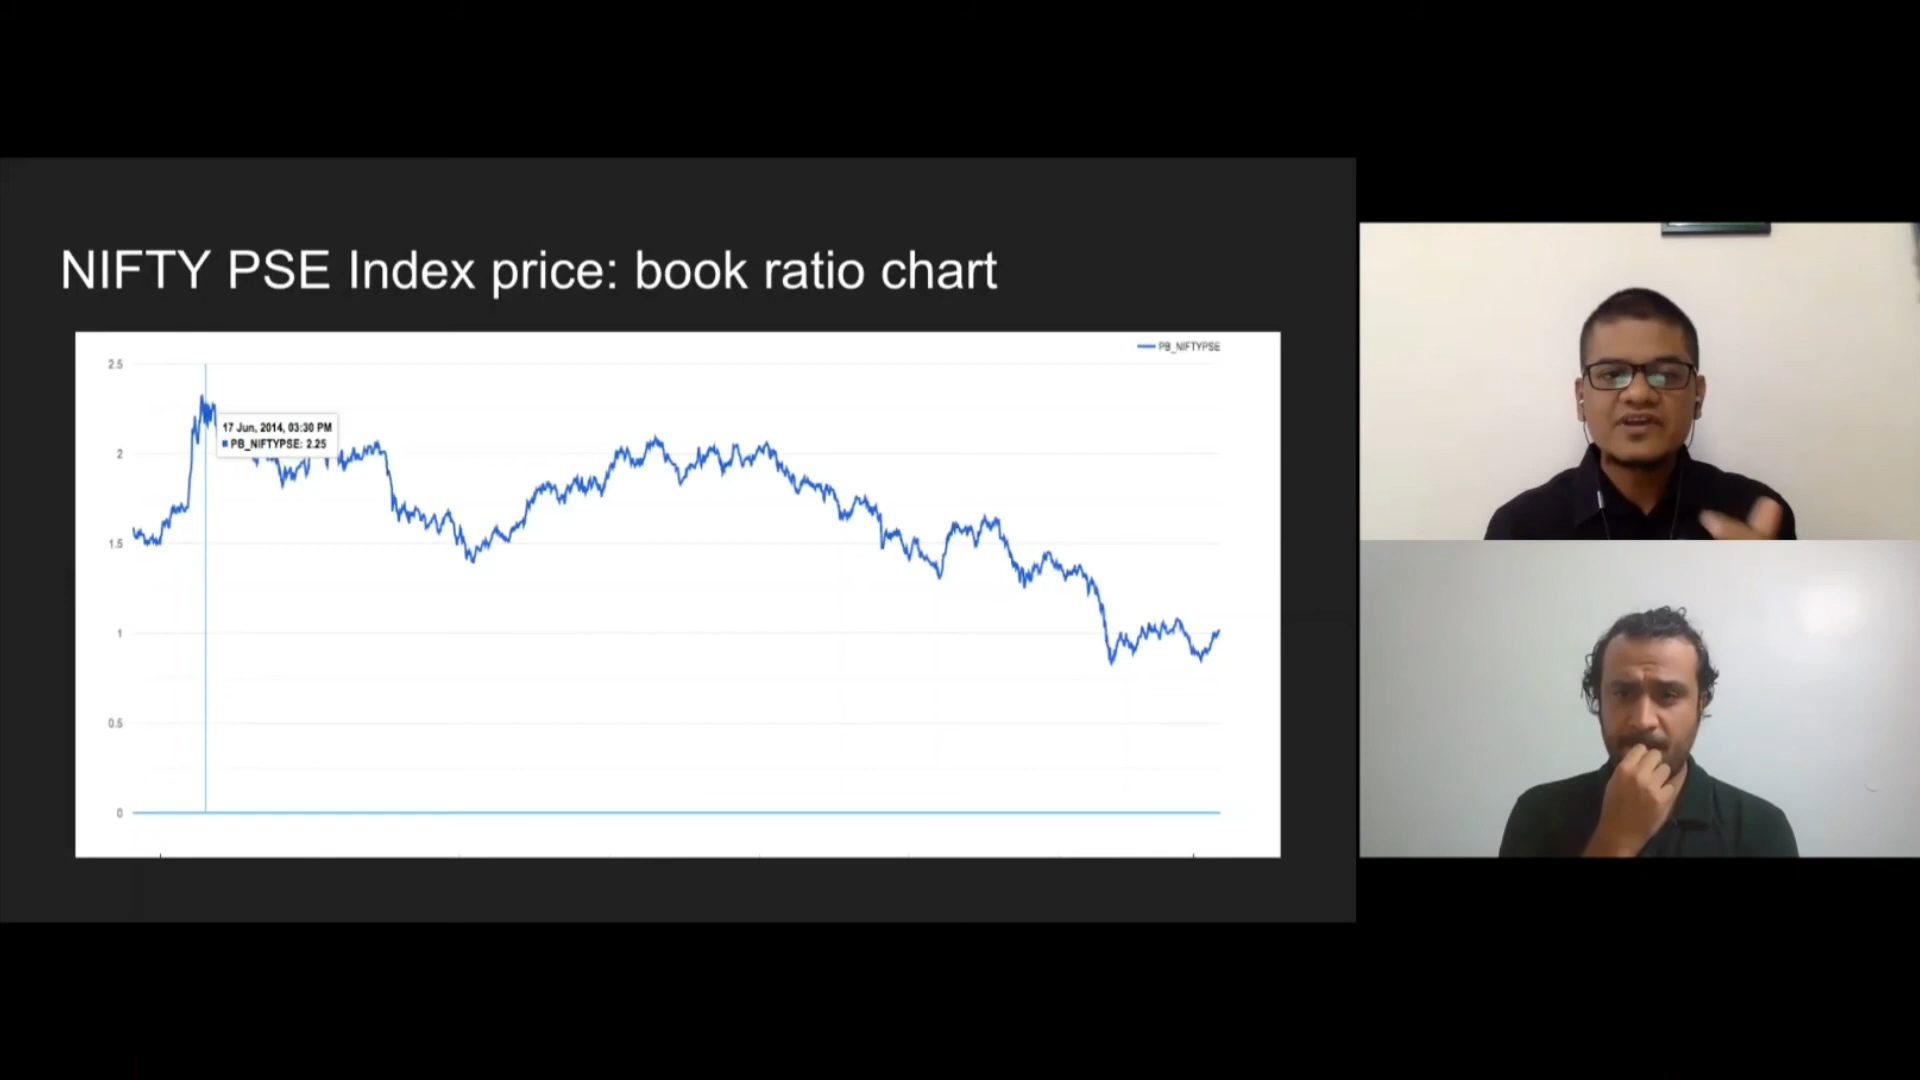 NIFTY PSE Index price: book ratio chart
PB_NIFTYPSE
2.5
17 Jun, 2014, 03:30 PM
PB_NIFTYPSE: 2.25
2
1.5
1
0.5
0